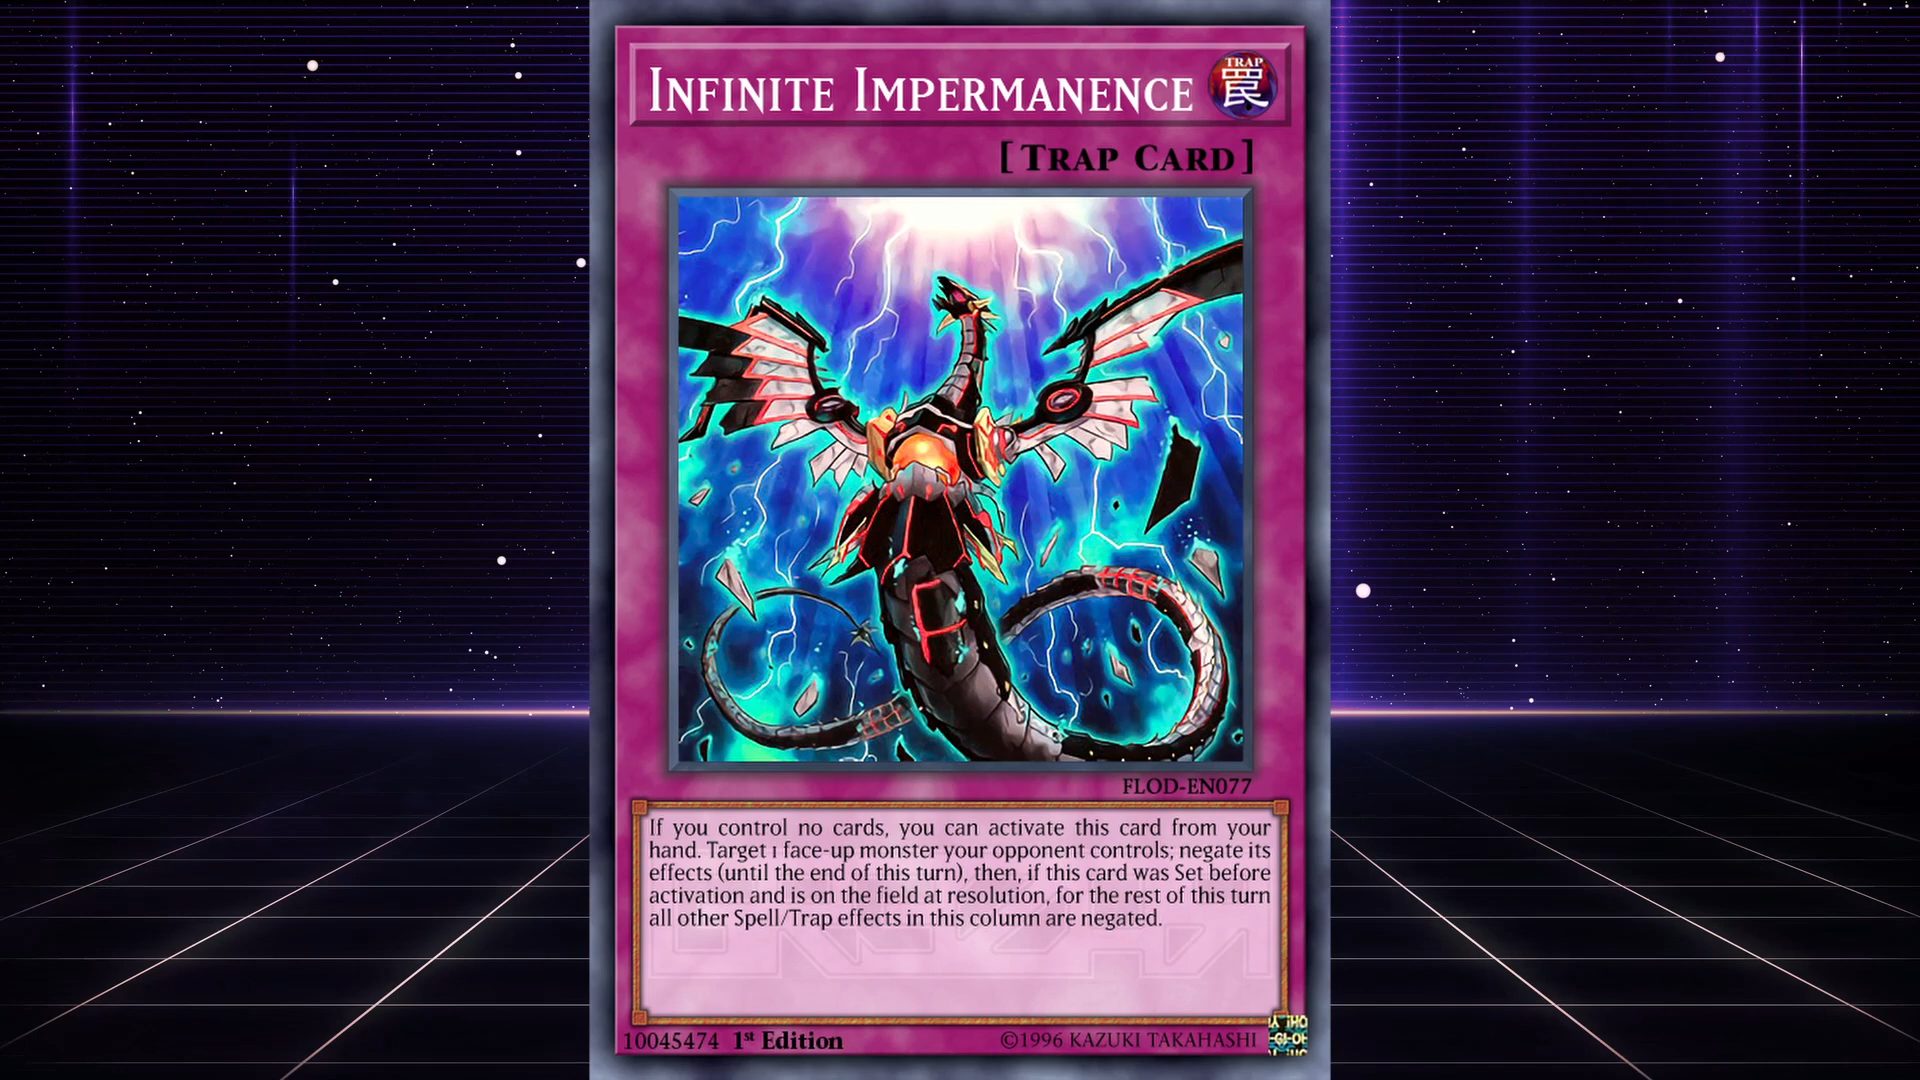 Infinite Impermanence
TRAP
罠
[Trap Card]
FLOD-EN077
If you control no cards, you can activate this card from your
hand. Target 1 face-up monster your opponent controls; negate its
effects (until the end of this turn), then, if this card was Set before
activation and is on the field at resolution, for the rest of this turn
all other Spell/Trap effects in this column are negated.
10045474 1st Edition
©1996 KAZUKI TAKAHASHI